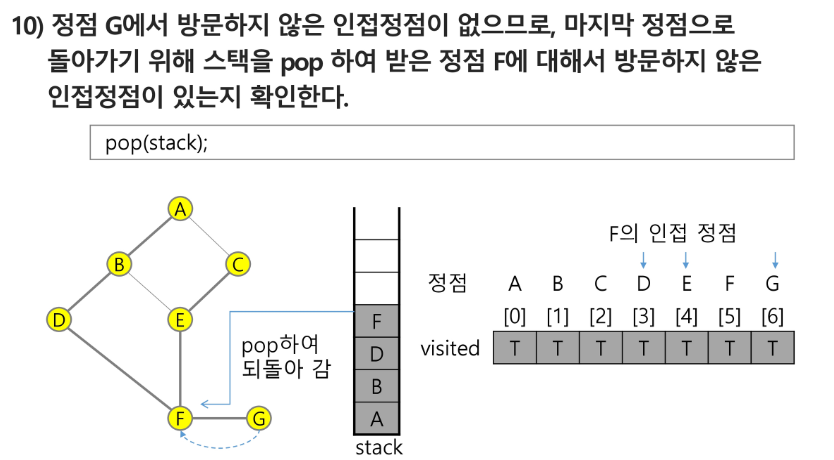 10) 정점 G에서 방문하지 않은 인접정점이 없으므로, 마지막 정점으로
돌아가기 위해 스택을 pop 하여 받은 정점 F에 대해서 방문하지 않은
인접정점이 있는지 확인한다.
pop(stack);
A
B
C
D
E
F
G
pop하여
되돌아 감
F
D
B
A
stack
F의 인접 정점
정점 A B C D E F G
[0] [1] [2] [3] [4] [5] [6]
visited T T T T T T T